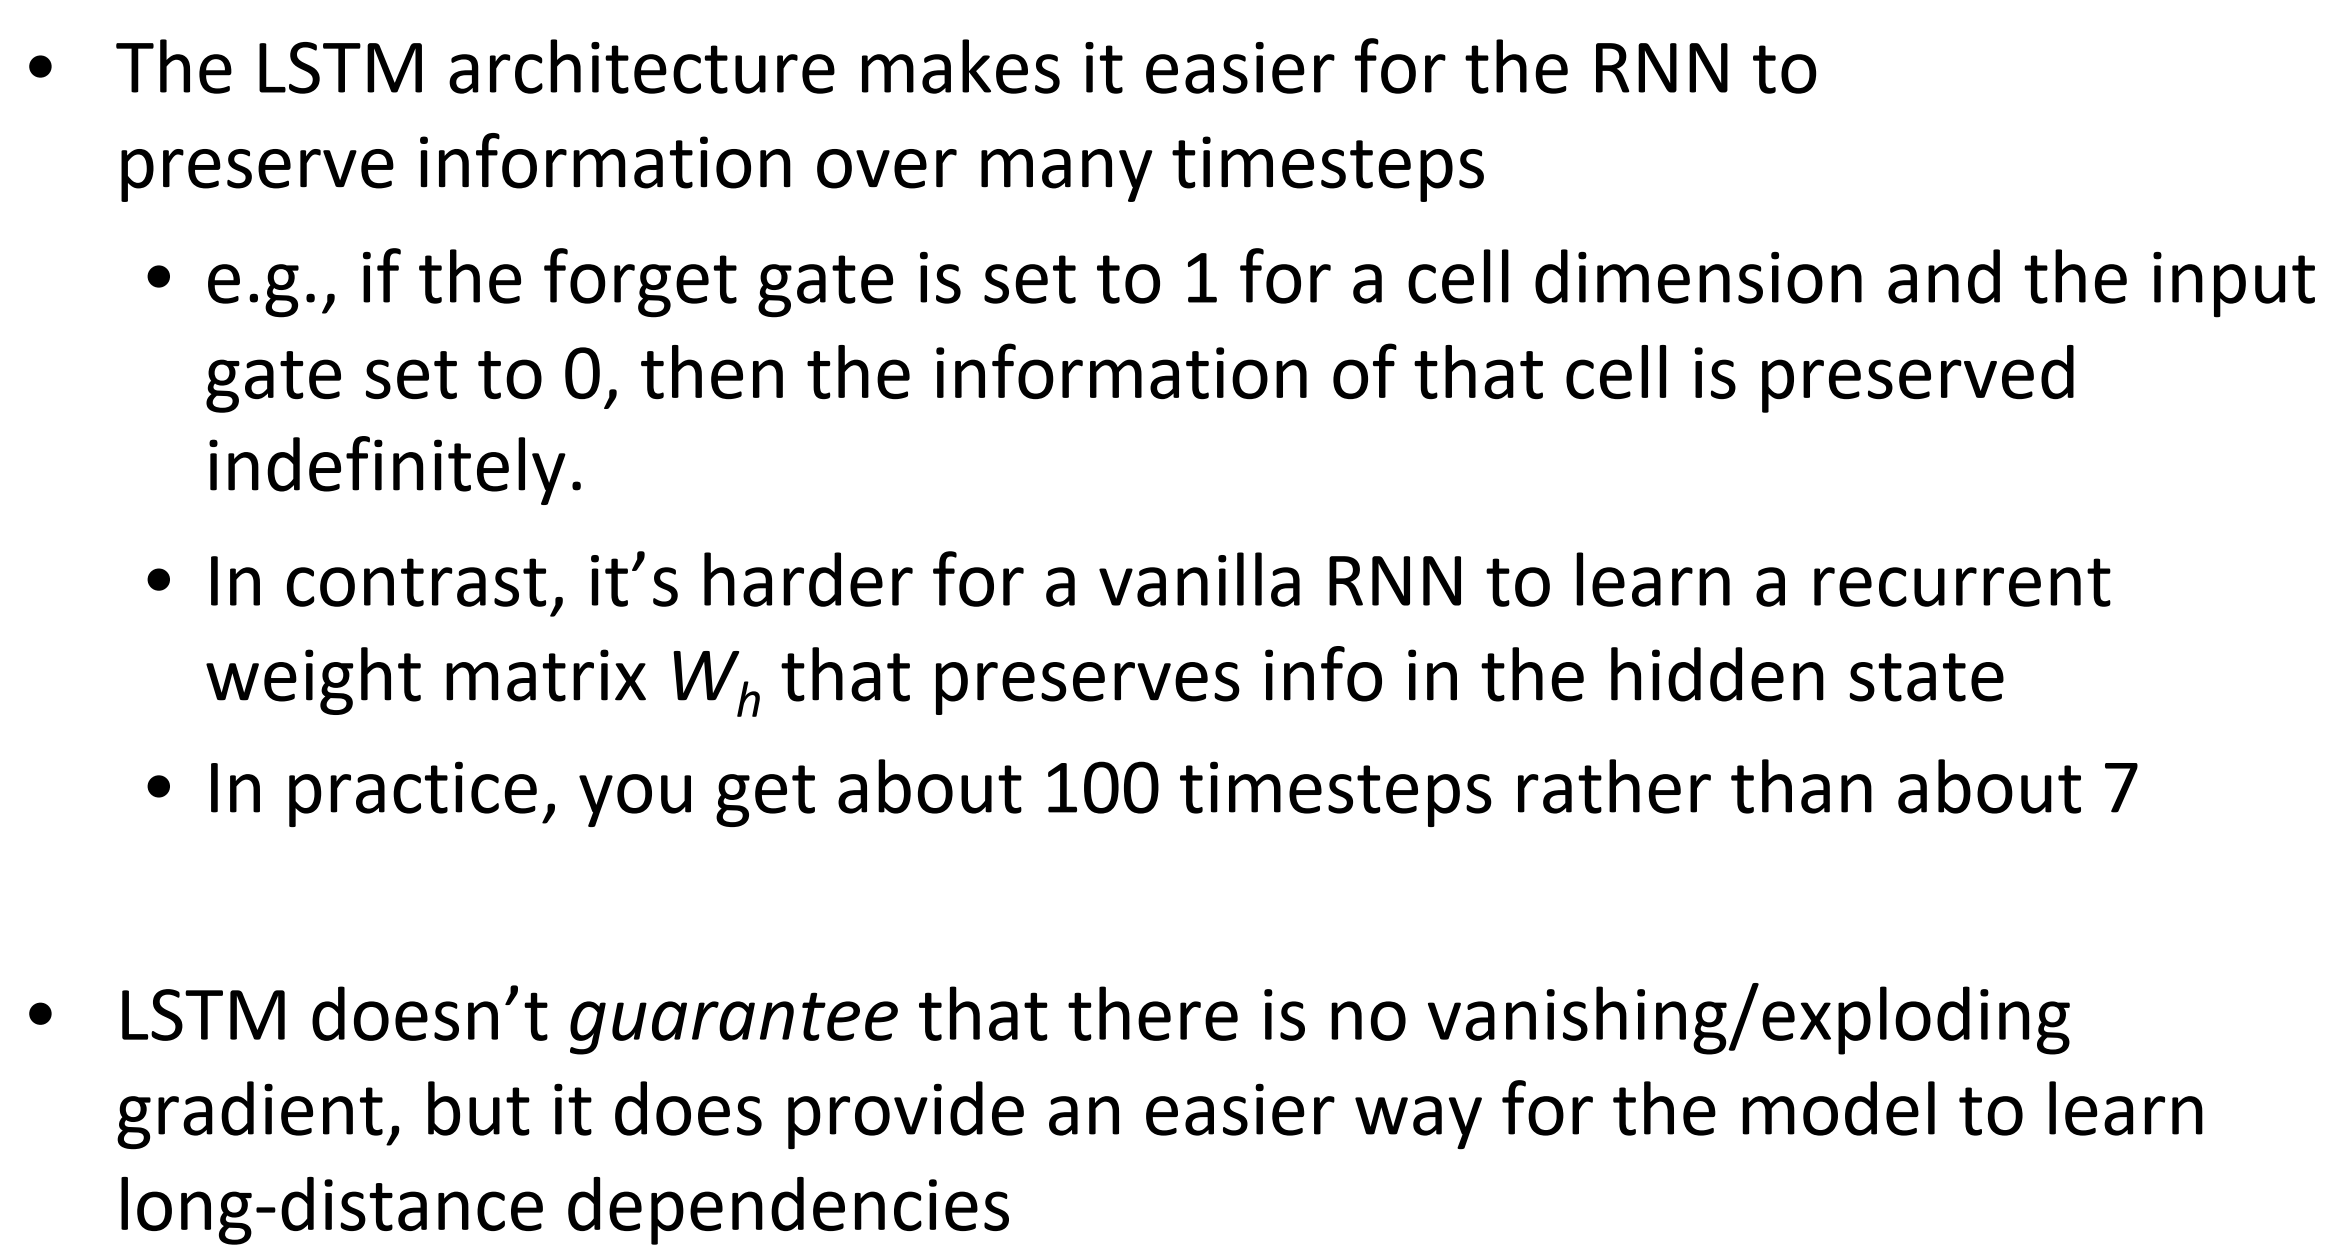 • The LSTM architecture makes it easier for the RNN to
preserve information over many timesteps
• e.g., if the forget gate is set to 1 for a cell dimension and the input
gate set to 0, then the information of that cell is preserved
indefinitely.
• In contrast, it’s harder for a vanilla RNN to learn a recurrent
weight matrix Wh that preserves info in the hidden state
• In practice, you get about 100 timesteps rather than about 7
• LSTM doesn’t guarantee that there is no vanishing/exploding
gradient, but it does provide an easier way for the model to learn
long-distance dependencies